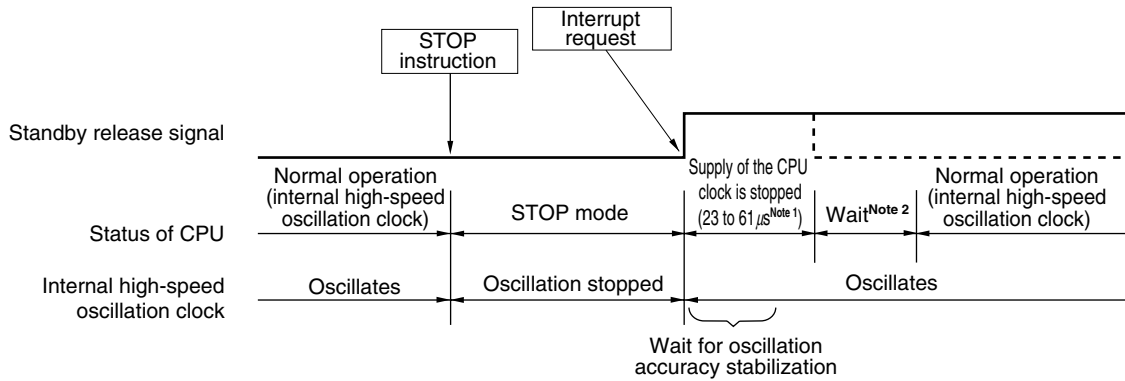 Interrupt
request
STOP
instruction
Standby release signal
Normal operation
(internal high-speed
oscillation clock)
STOP mode
Supply of the CPU
clock is stopped
(23 to 61 μsNote 1)
WaitNote 2
Normal operation
(internal high-speed
oscillation clock)
Status of CPU
Internal high-speed
oscillation clock
Oscillates
Oscillation stopped
Oscillates
Wait for oscillation
accuracy stabilization